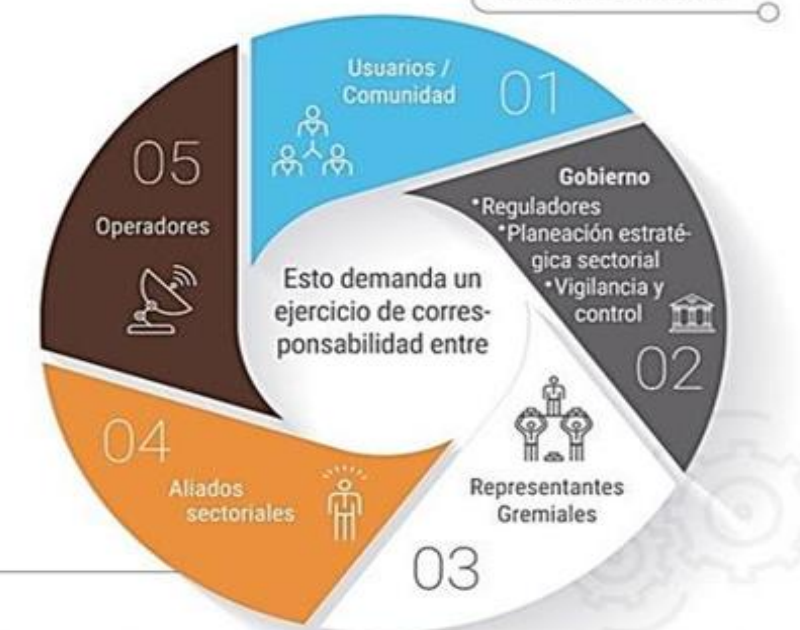 Usuarios /
Comunidad
01
Gobierno
•Reguladores
•Planeación estraté-
gica sectorial
•Vigilancia y
control
02
Representantes
Gremiales
03
04
Aliados
sectoriales
05
Operadores
Esto demanda un
ejercicio de corres-
ponsabilidad entre